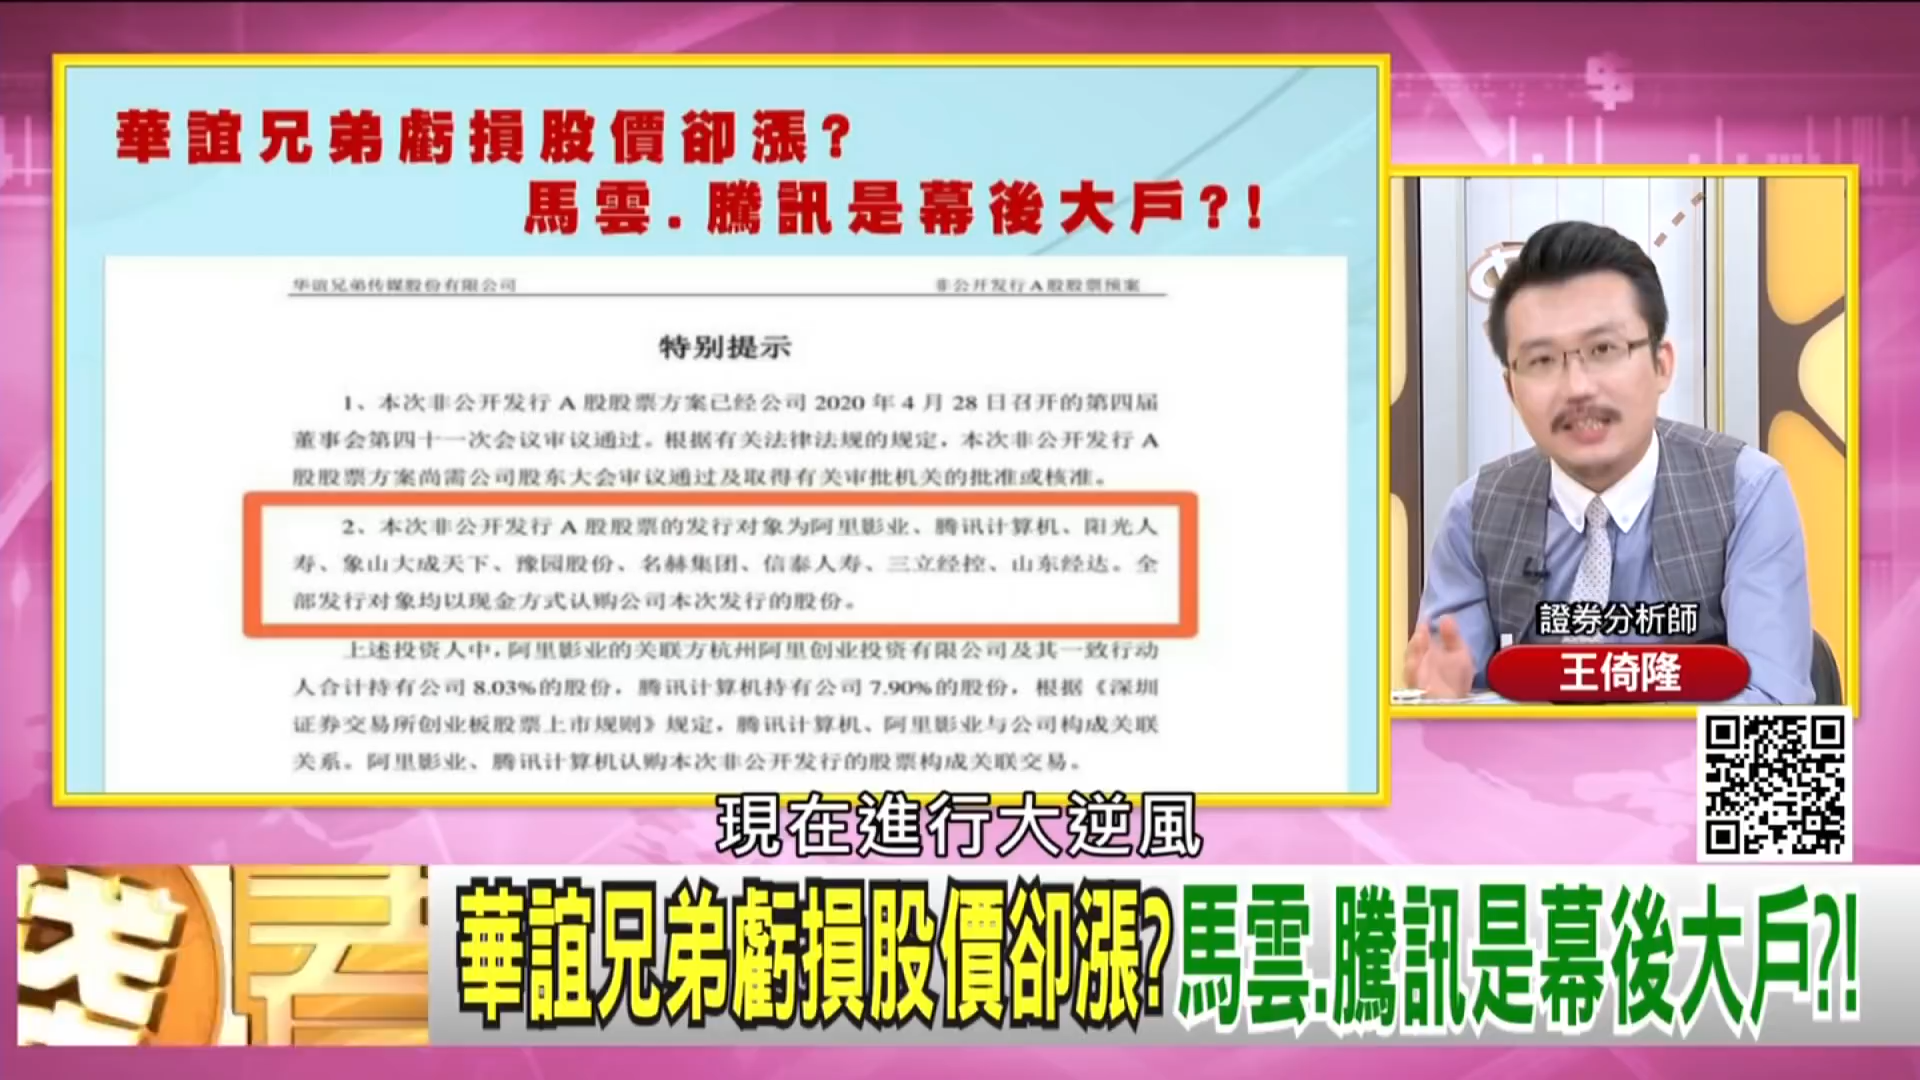 華誼兄弟虧損股價卻漲?
馬雲.騰訊是幕後大戶?!
华谊兄弟传媒股份有限公司
非公开发行A股股票预案
特别提示
1、本次非公开发行 A 股股票方案已经公司 2020 年 4 月 28 日召开的第四届
董事会第四十一次会议审议通过。根据有关法律法规的规定,本次非公开发行 A
股股票方案尚需公司股东大会审议通过及取得有关审批机关的批准或核准。
2、本次非公开发行 A 股股票的发行对象为阿里影业、腾讯计算机、阳光人
寿、象山大成天下、豫园股份、名赫集团、信泰人寿、三立经控、山东经达。全
部发行对象均以现金方式认购公司本次发行的股份。
上述投资人中,阿里影业的关联方杭州阿里创业投资有限公司及其一致行动
人合计持有公司 8.03%的股份,腾讯计算机持有公司 7.90%的股份,根据《深圳
证券交易所创业板股票上市规则》规定,腾讯计算机、阿里影业与公司构成关联
关系。阿里影业、腾讯计算机认购本次非公开发行的股票构成关联交易。
證券分析師
王倚隆
現在進行大逆風
華誼兄弟虧損股價卻漲?馬雲.騰訊是幕後大戶?!